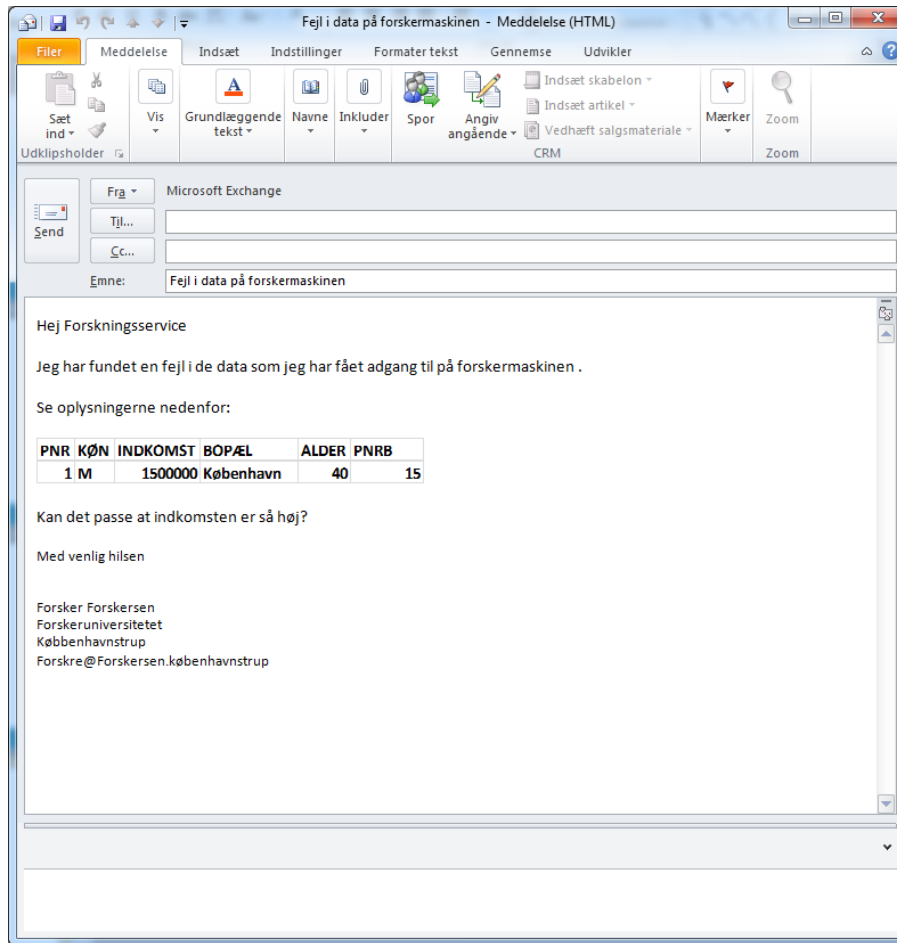 Fejl i data på forskermaskinen - Meddelelse (HTML)
Filer Meddelelse Indsæt Indstillinger Formater tekst Gennemse Udvikler
Sæt ind
Vis
Grundlæggende tekst
Navne
Inkluder
Spor
Angiv angående
Indsæt skabelon
Indsæt artikel
Vedhæft salgsmateriale
Mærker
Zoom
Udklipsholder CRM Zoom
Send
Fra Microsoft Exchange
Til...
Cc...
Emne: Fejl i data på forskermaskinen
Hej Forskningsservice
Jeg har fundet en fejl i de data som jeg har fået adgang til på forskermaskinen .
Se oplysningerne nedenfor:
PNR KØN INDKOMST BOPÆL ALDER PNRB
1 M 1500000 København 40 15
Kan det passe at indkomsten er så høj?
Med venlig hilsen
Forsker Forskersen
Forskeruniversitetet
Købbenhavnstrup
Forskre@Forskersen.københavnstrup